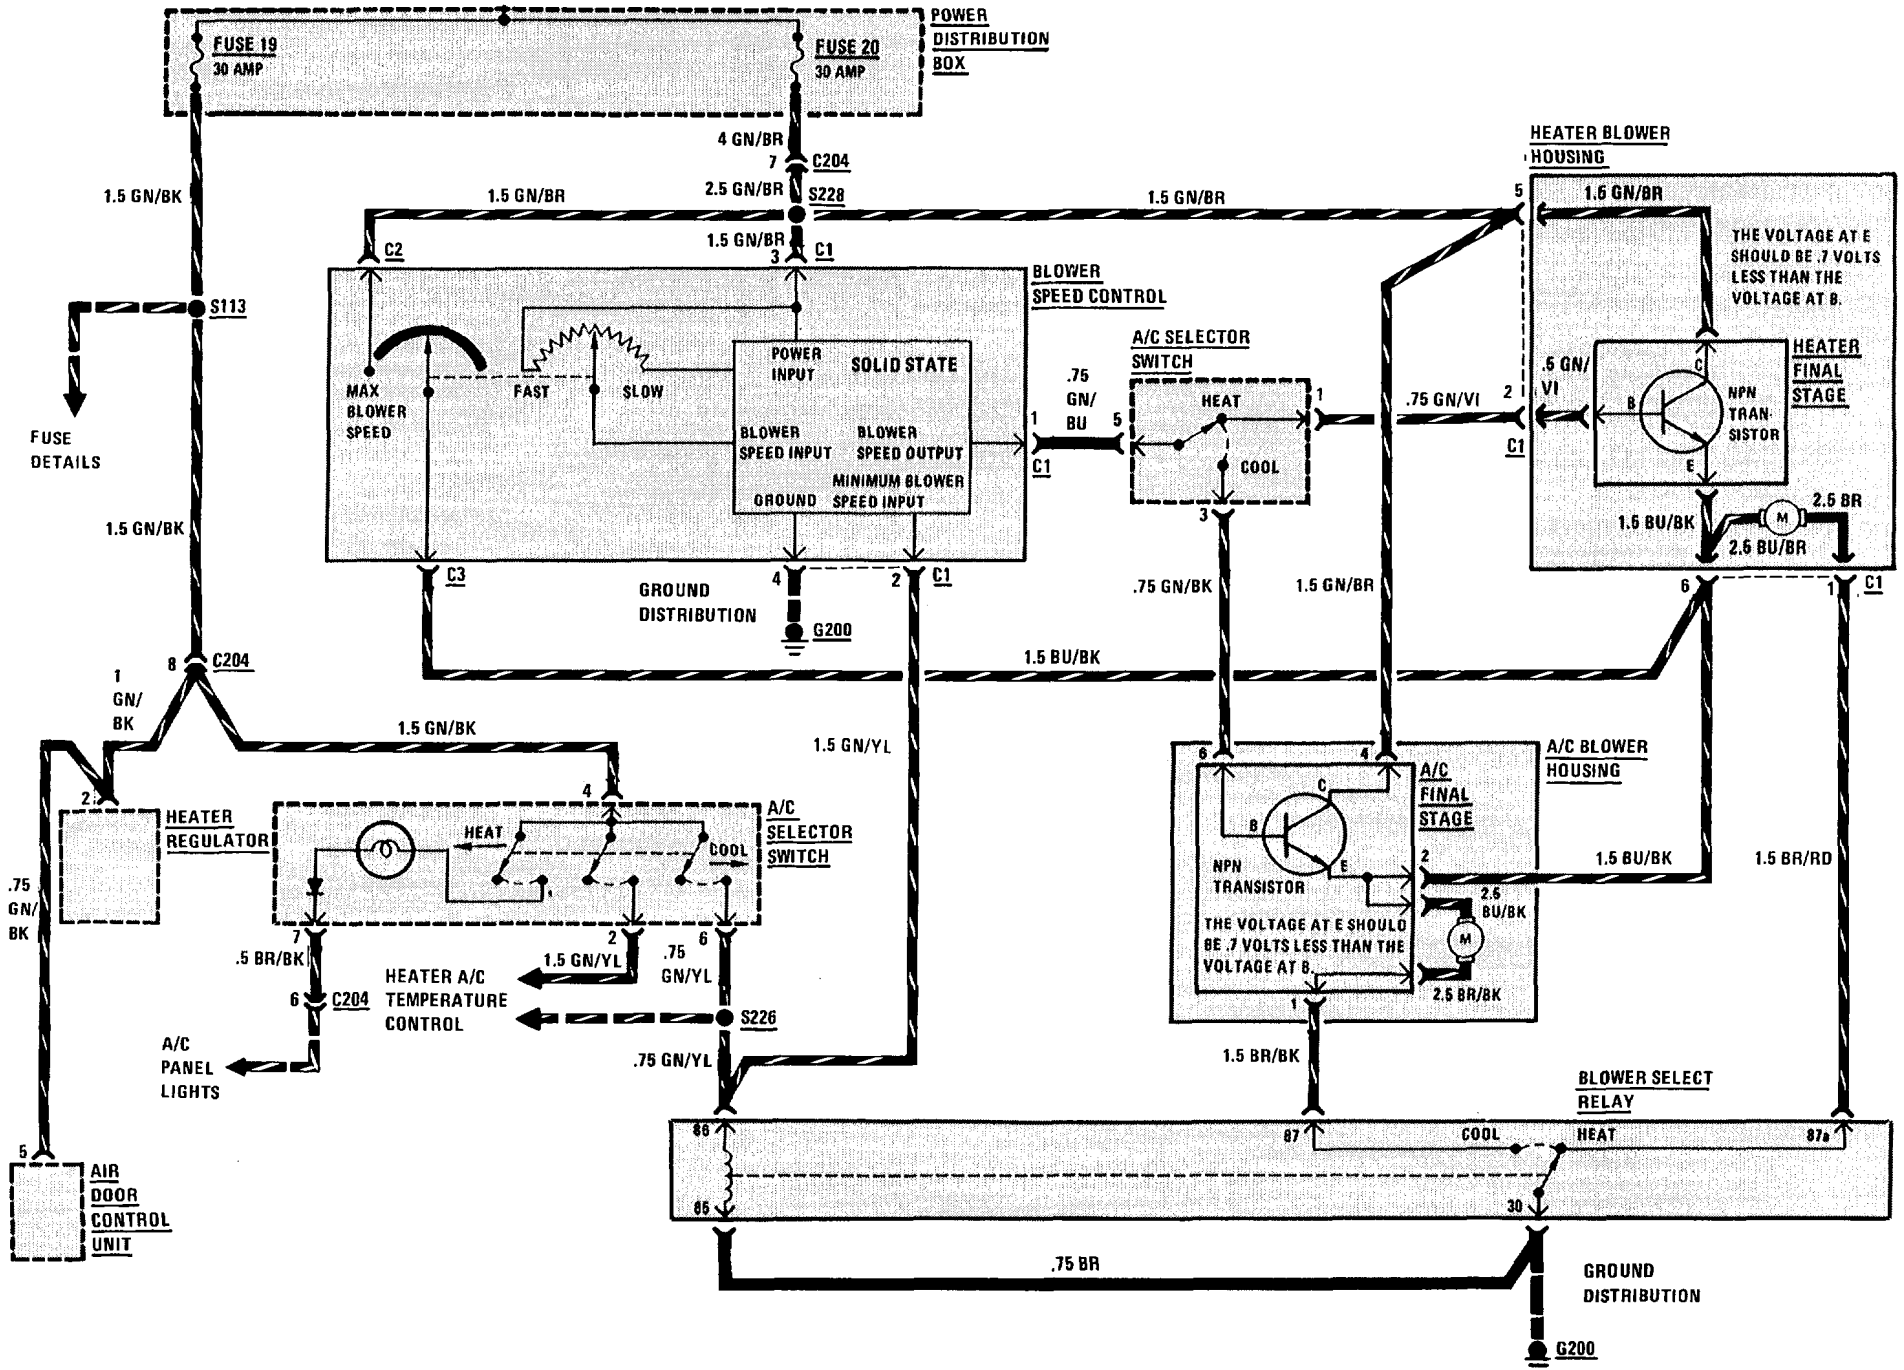 POWER
DISTRIBUTION
BOX
FUSE 19
30 AMP
FUSE 20
30 AMP
4 GN/BR
7
C204
2.5 GN/BR
S228
1.5 GN/BK
1.5 GN/BR
1.5 GN/BR
1.5 GN/BR
C2
3
C1
HEATER BLOWER
HOUSING
5
1.5 GN/BR
THE VOLTAGE AT E
SHOULD BE .7 VOLTS
LESS THAN THE
VOLTAGE AT B.
S113
FUSE
DETAILS
BLOWER
SPEED CONTROL
MAX
BLOWER
SPEED
FAST
SLOW
POWER
INPUT
SOLID STATE
BLOWER
SPEED INPUT
BLOWER
SPEED OUTPUT
MINIMUM BLOWER
SPEED INPUT
GROUND
1
C1
.75
GN/
BU
5
A/C SELECTOR
SWITCH
HEAT
COOL
1
3
.75 GN/VI
2
C1
.5 GN/
VI
HEATER
FINAL
STAGE
C
B
E
NPN
TRAN-
SISTOR
1.5 BU/BK
M
2.5 BR
2.5 BU/BR
6
1
C1
1.5 GN/BK
C3
4
2
C1
GROUND
DISTRIBUTION
G200
.75 GN/BK
1.5 GN/BR
1.5 BU/BK
8
C204
1
GN/
BK
1.5 GN/BK
1.5 GN/YL
2
HEATER
REGULATOR
4
A/C
SELECTOR
SWITCH
HEAT
COOL
7
2
6
.75
GN/
BK
.5 BR/BK
6
C204
A/C
PANEL
LIGHTS
1.5 GN/YL
.75
GN/YL
HEATER A/C
TEMPERATURE
CONTROL
S226
.75 GN/YL
6
4
A/C BLOWER
HOUSING
A/C
FINAL
STAGE
C
B
E
NPN
TRANSISTOR
THE VOLTAGE AT E SHOULD
BE .7 VOLTS LESS THAN THE
VOLTAGE AT B.
2
1.5 BU/BK
2.5
BU/BK
M
2.5 BR/BK
1
1.5 BR/BK
1.5 BR/RD
BLOWER SELECT
RELAY
86
87
COOL
HEAT
87a
85
30
5
AIR
DOOR
CONTROL
UNIT
.75 BR
GROUND
DISTRIBUTION
G200